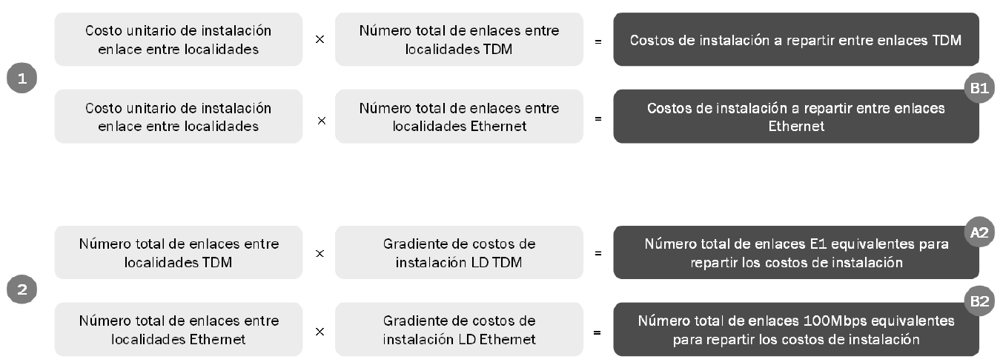 Costo unitario de instalación
enlace entre localidades
×
Número total de enlaces entre
localidades TDM
=
Costos de instalación a repartir entre enlaces TDM
1
B1
Costo unitario de instalación
enlace entre localidades
×
Número total de enlaces entre
localidades Ethernet
=
Costos de instalación a repartir entre enlaces
Ethernet
A2
Número total de enlaces entre
localidades TDM
×
Gradiente de costos de
instalación LD TDM
=
Número total de enlaces E1 equivalentes para
repartir los costos de instalación
2
B2
Número total de enlaces entre
localidades Ethernet
×
Gradiente de costos de
instalación LD Ethernet
=
Número total de enlaces 100Mbps equivalentes
para repartir los costos de instalación